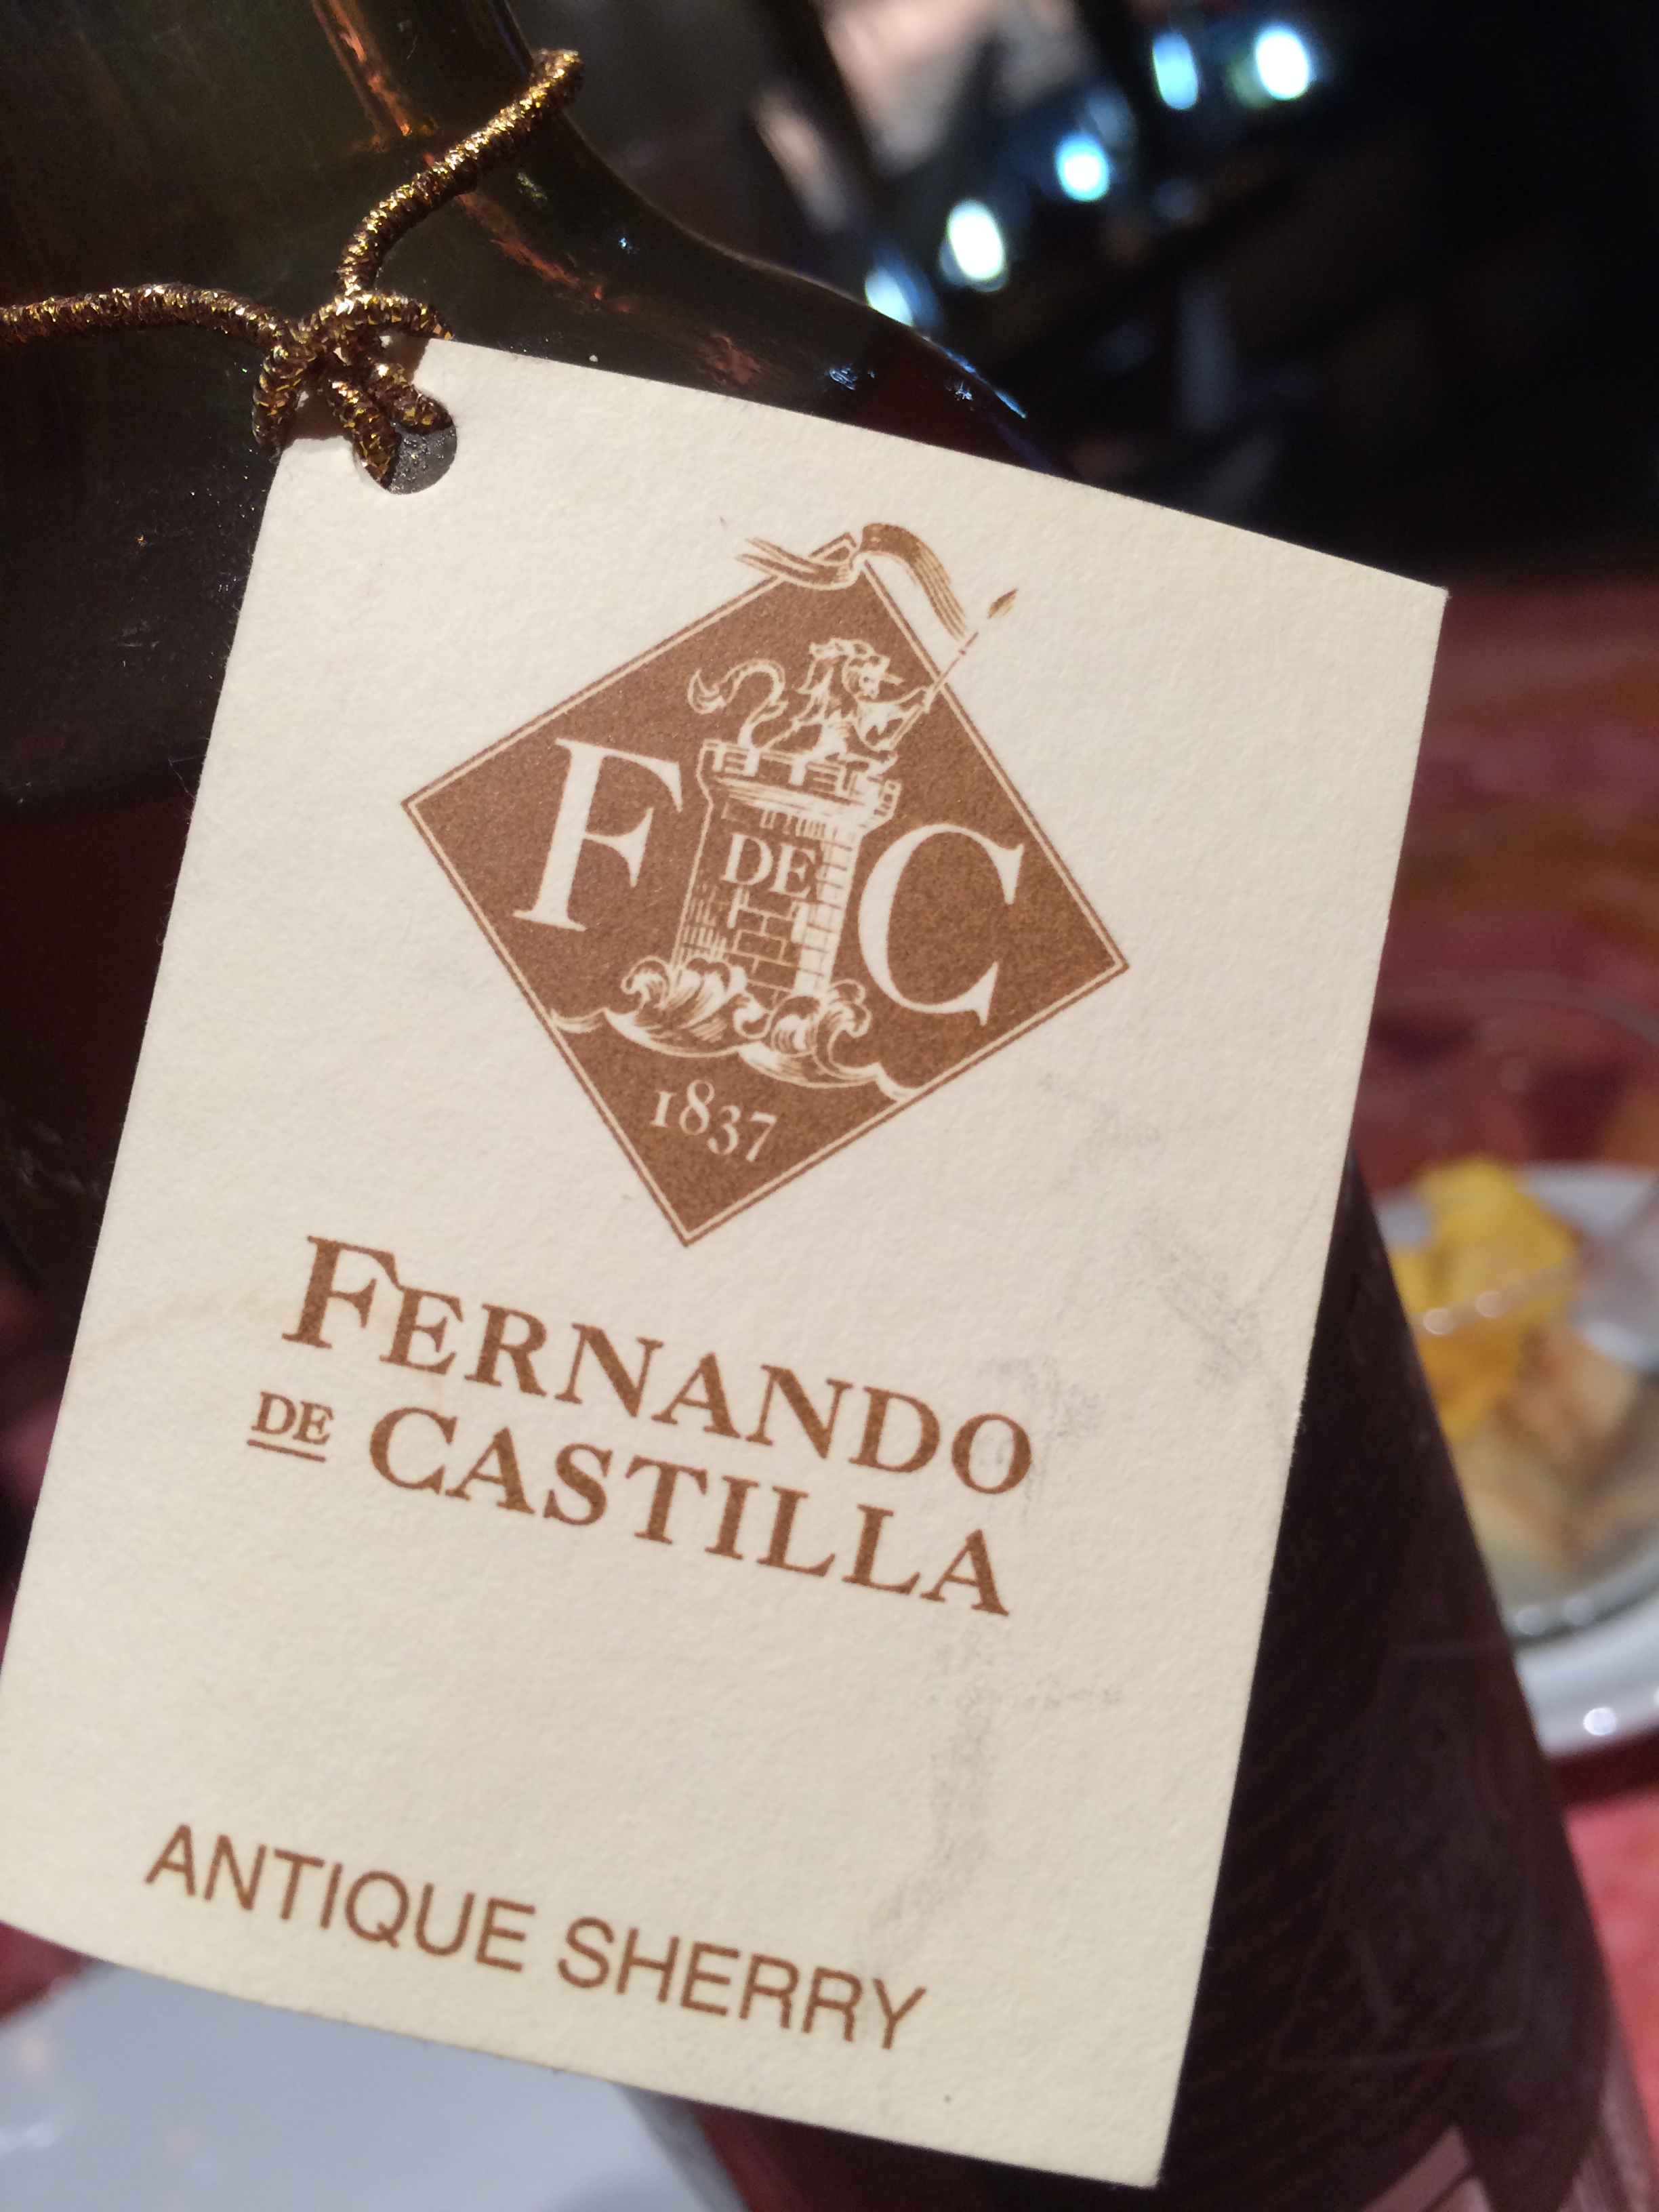 F DE C
1837
FERNANDO
DE CASTILLA
ANTIQUE SHERRY